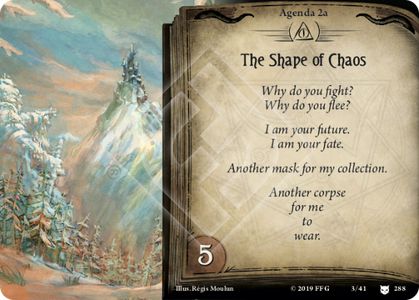 Agenda 2a
The Shape of Chaos
Why do you fight?
Why do you flee?
I am your future.
I am your fate.
Another mask for my collection.
Another corpse
for me
to
wear.
5
Illus. Régis Moulun
© 2019 FFG
3/41
288